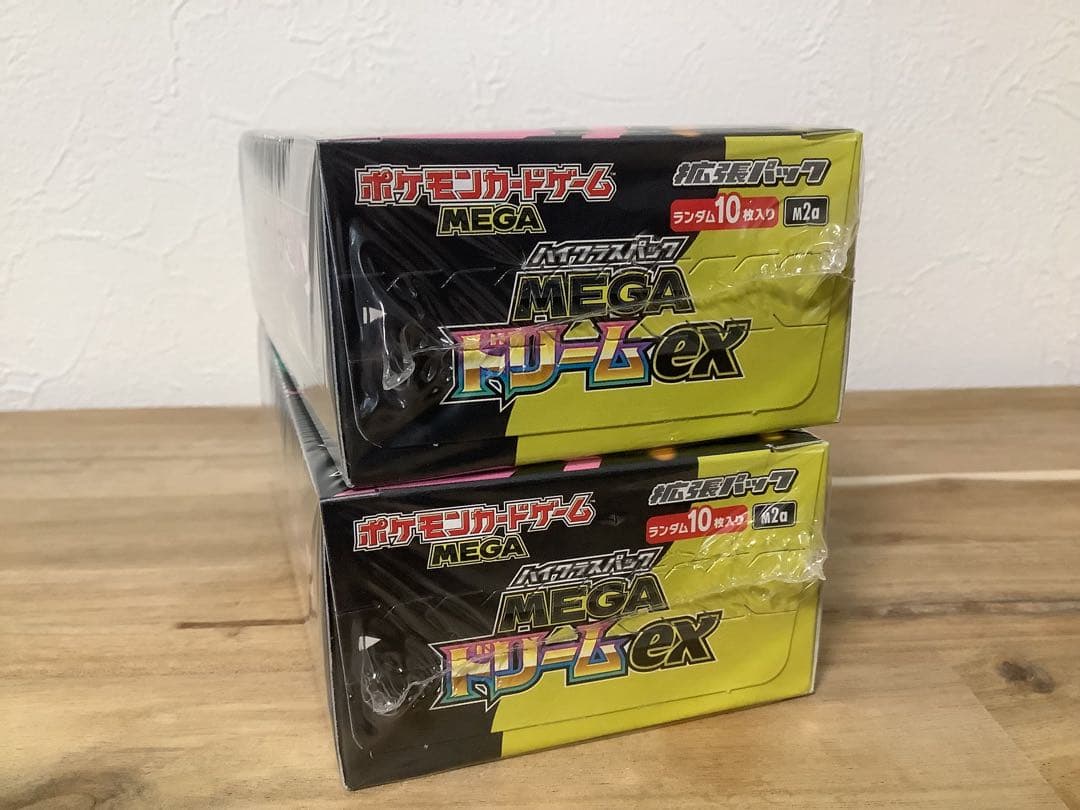 ポケモンカードゲーム
MEGA
拡張パック
ランダム10枚入り
M2a
ハイクラスパック
MEGA
ドリームex
ポケモンカードゲーム
MEGA
拡張パック
ランダム10枚入り
M2a
ハイクラスパック
MEGA
ドリームex